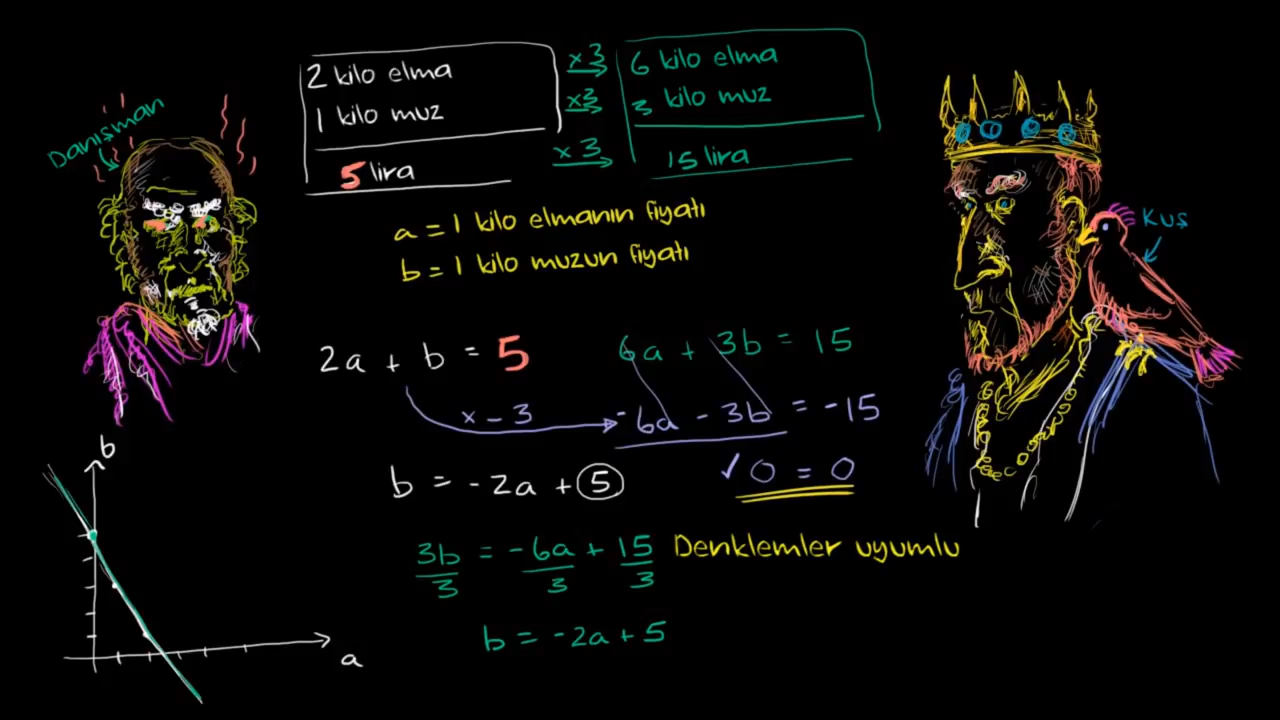 Danışman
2 kilo elma
1 kilo muz
5 lira
x3
x3
x3
6 kilo elma
3 kilo muz
15 lira
Kuş
a = 1 kilo elmanın fiyatı
b = 1 kilo muzun fiyatı
2a + b = 5
6a + 3b = 15
x - 3
-6a - 3b = -15
b = -2a + 5
✓ 0 = 0
3b/3 = -6a/3 + 15/3
Denklemler uyumlu
b = -2a + 5
b
a